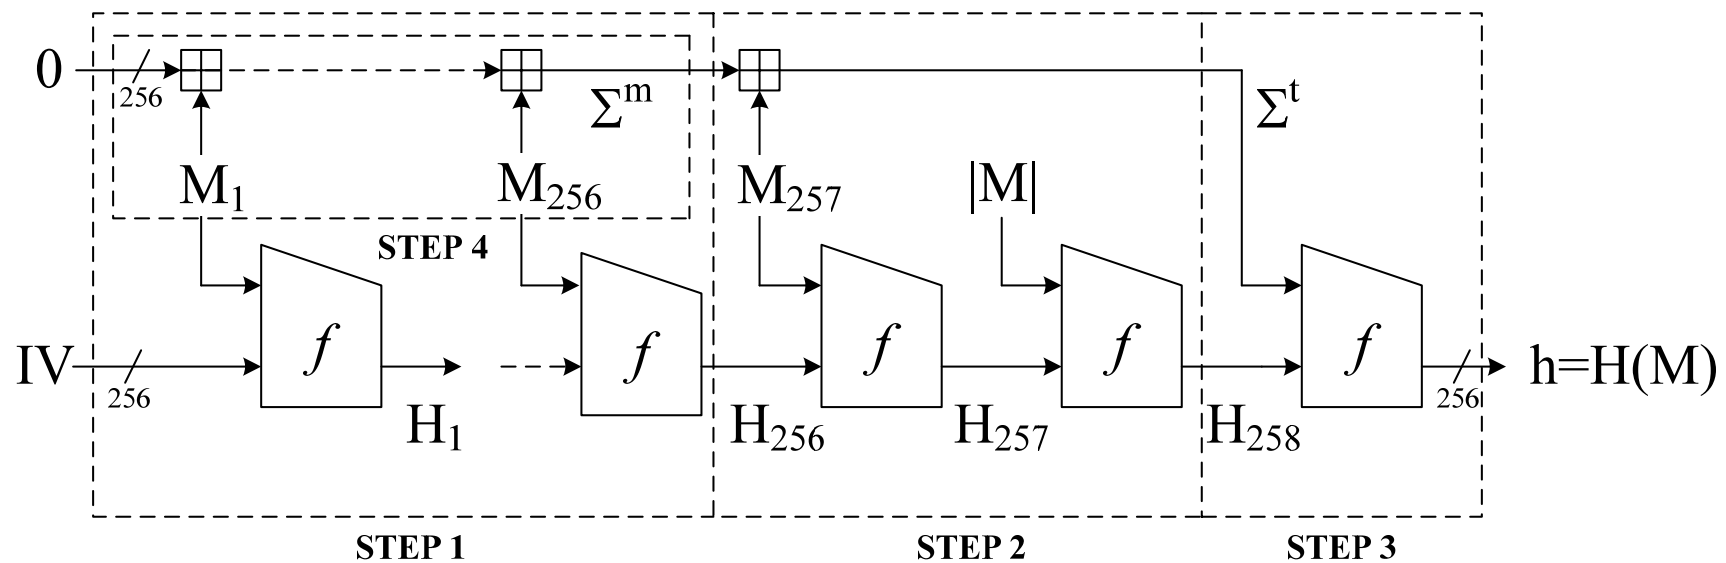 0 256 Σᵐ Σᵗ
M₁ M₂₅₆ M₂₅₇ |M|
STEP 4
IV 256 f f f f f 256 h=H(M)
H₁ H₂₅₆ H₂₅₇ H₂₅₈
STEP 1 STEP 2 STEP 3